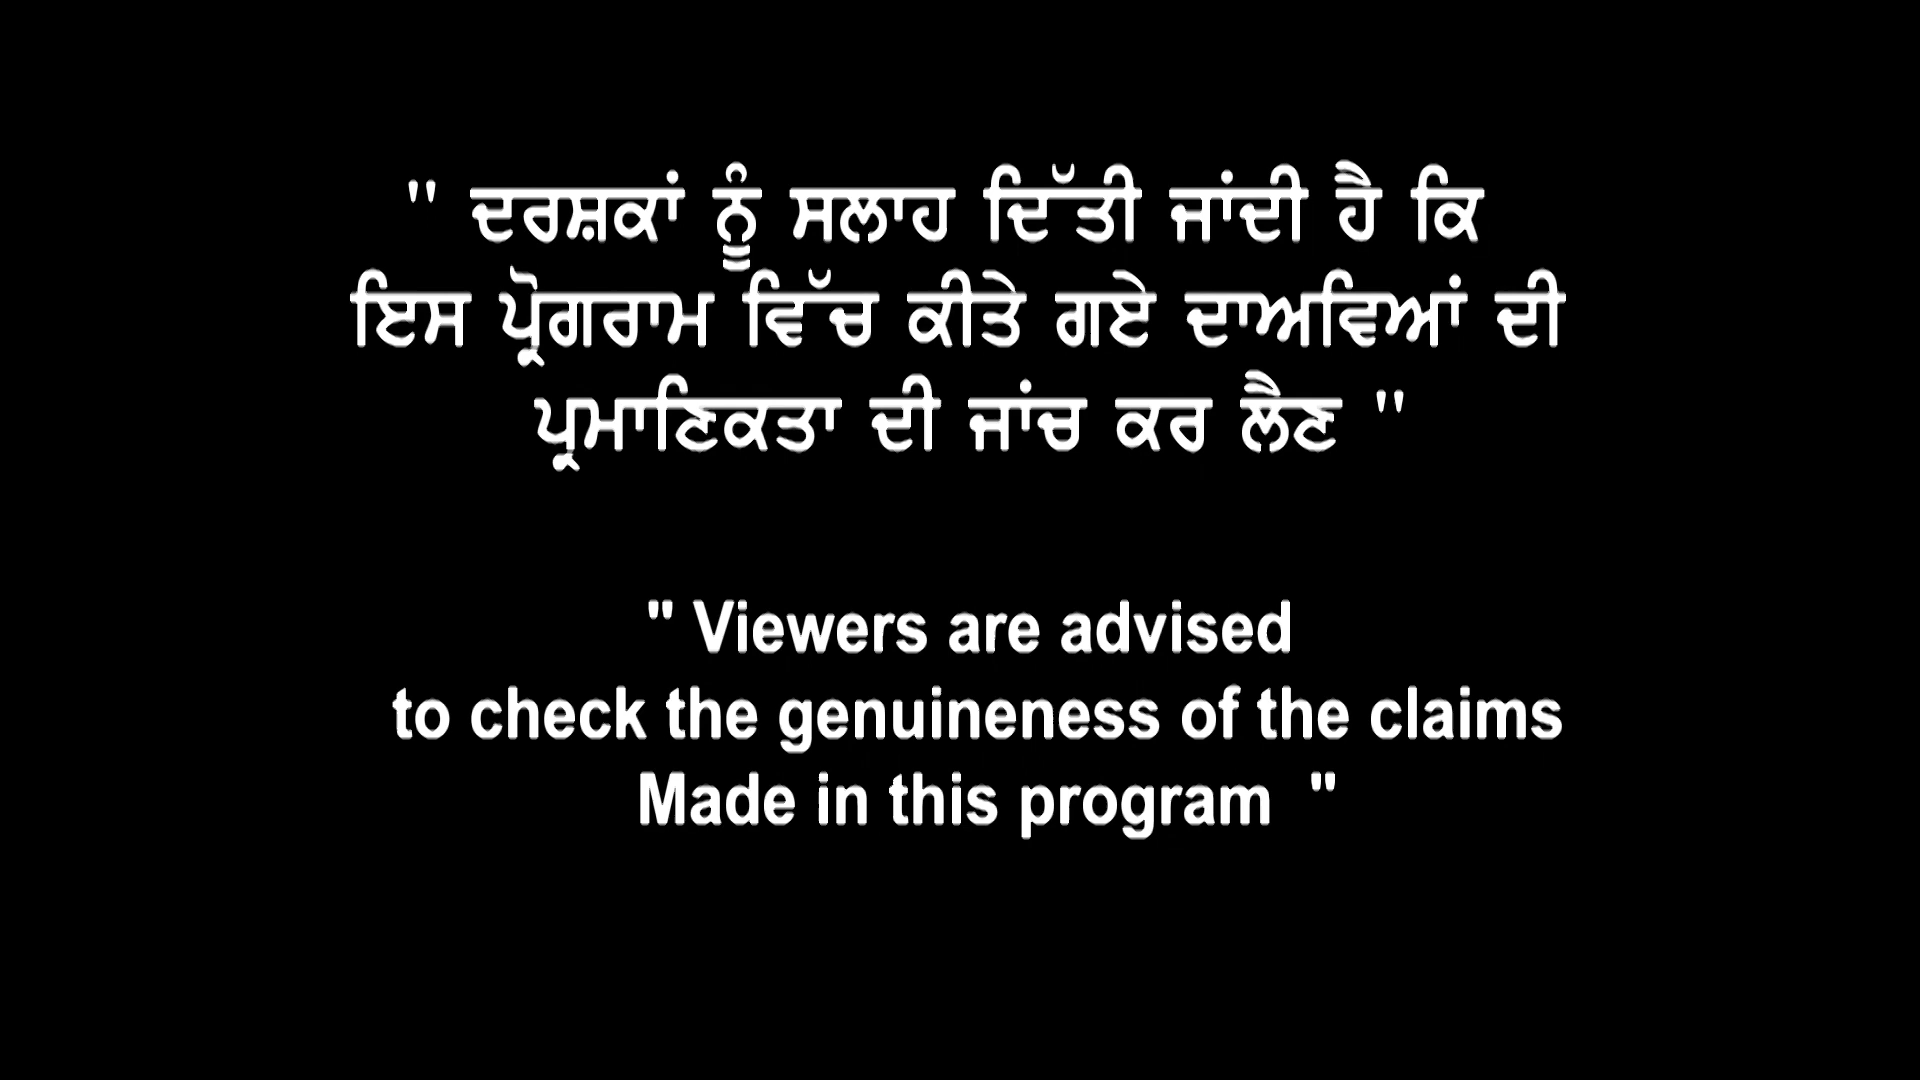 " ਦਰਸ਼ਕਾਂ ਨੂੰ ਸਲਾਹ ਦਿੱਤੀ ਜਾਂਦੀ ਹੈ ਕਿ
ਇਸ ਪ੍ਰੋਗਰਾਮ ਵਿੱਚ ਕੀਤੇ ਗਏ ਦਾਅਵਿਆਂ ਦੀ
ਪ੍ਰਮਾਣਿਕਤਾ ਦੀ ਜਾਂਚ ਕਰ ਲੈਣ "
" Viewers are advised
to check the genuineness of the claims
Made in this program "